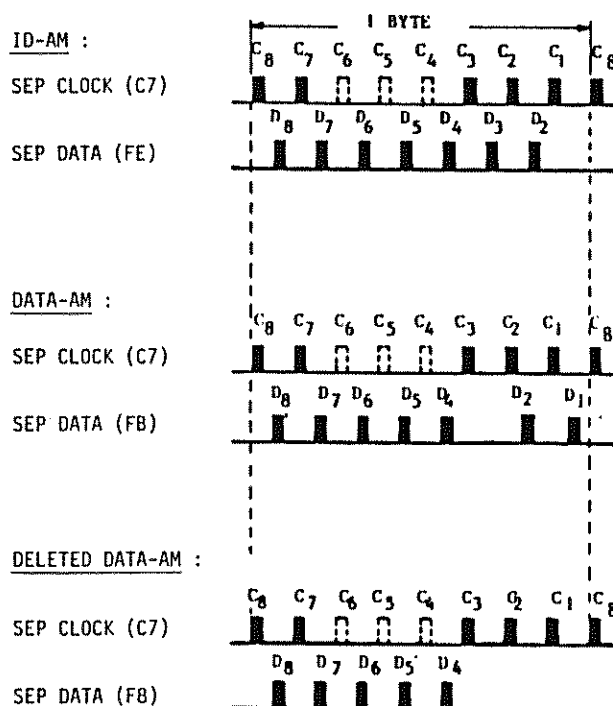 1 BYTE
ID-AM :
C8 C7 C6 C5 C4 C3 C2 C1 C8
SEP CLOCK (C7)
D8 D7 D6 D5 D4 D3 D2
SEP DATA (FE)
DATA-AM :
C8 C7 C6 C5 C4 C3 C2 C1 C8
SEP CLOCK (C7)
D8 D7 D6 D5 D4 D2 D1
SEP DATA (FB)
DELETED DATA-AM :
C8 C7 C6 C5 C4 C3 C2 C1 C8
SEP CLOCK (C7)
D8 D7 D6 D5 D4
SEP DATA (F8)